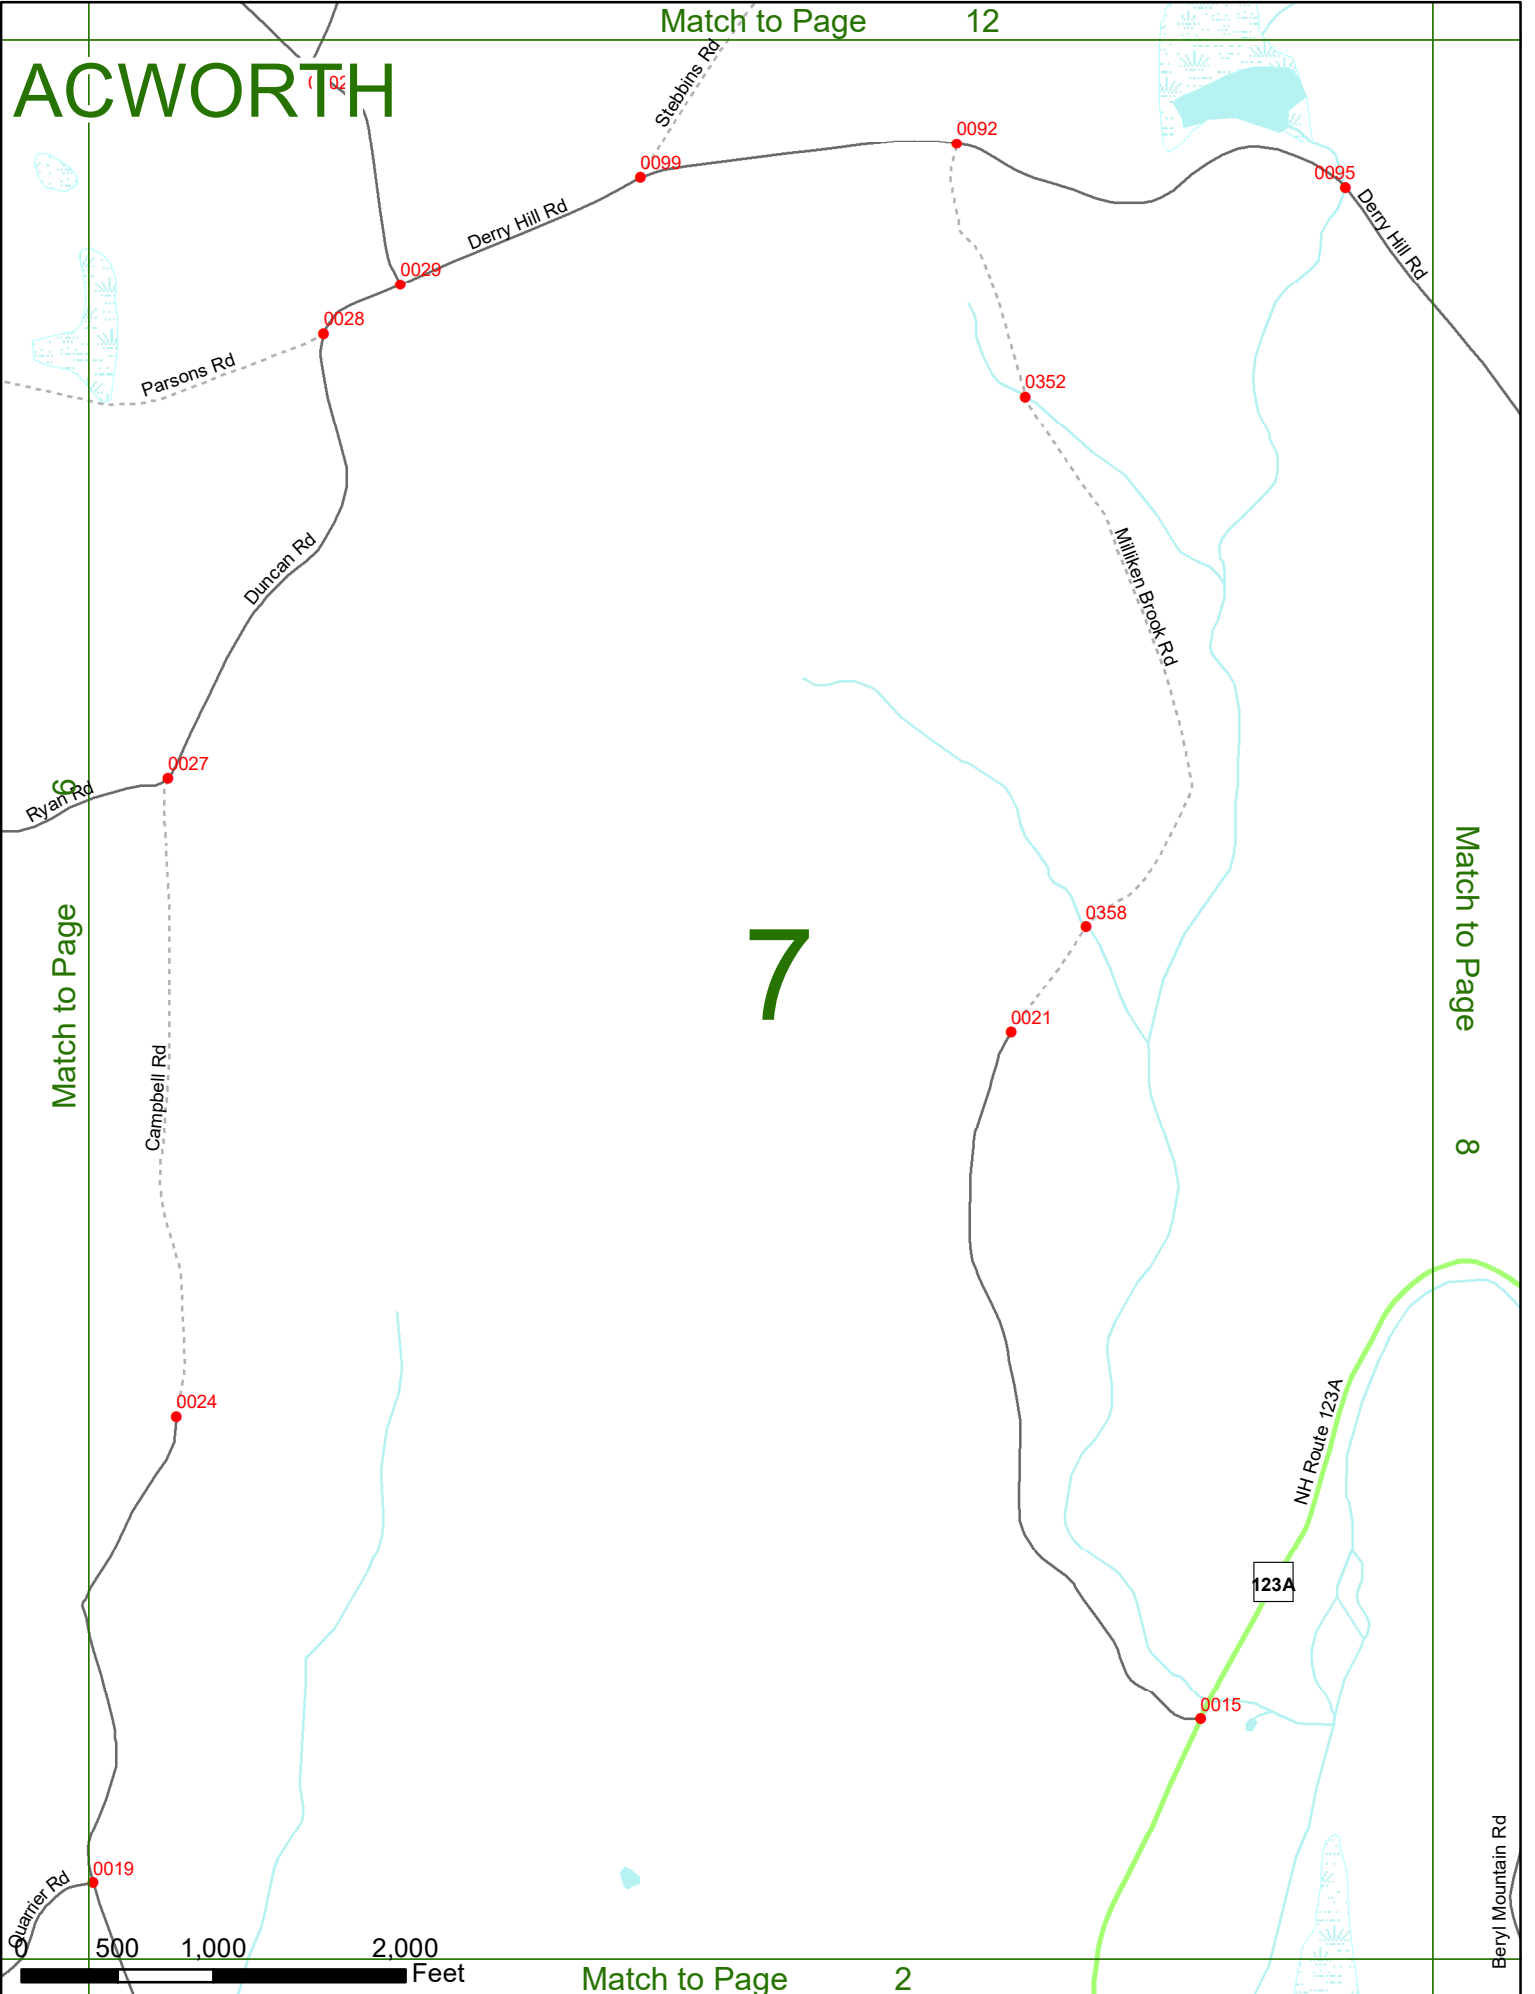 Match to Page 12
ACWORTH
Stebbins Rd
0092
0099
0095
Derry Hill Rd
Derry Hill Rd
0029
0028
Parsons Rd
0352
Duncan Rd
Milliken Brook Rd
0027
Ryan Rd
Match to Page 6
Match to Page 8
0358
7
0021
Campbell Rd
0024
NH Route 123A
123A
0015
Beryl Mountain Rd
0019
Quarrier Rd
0 500 1,000 2,000
Feet
Match to Page 2